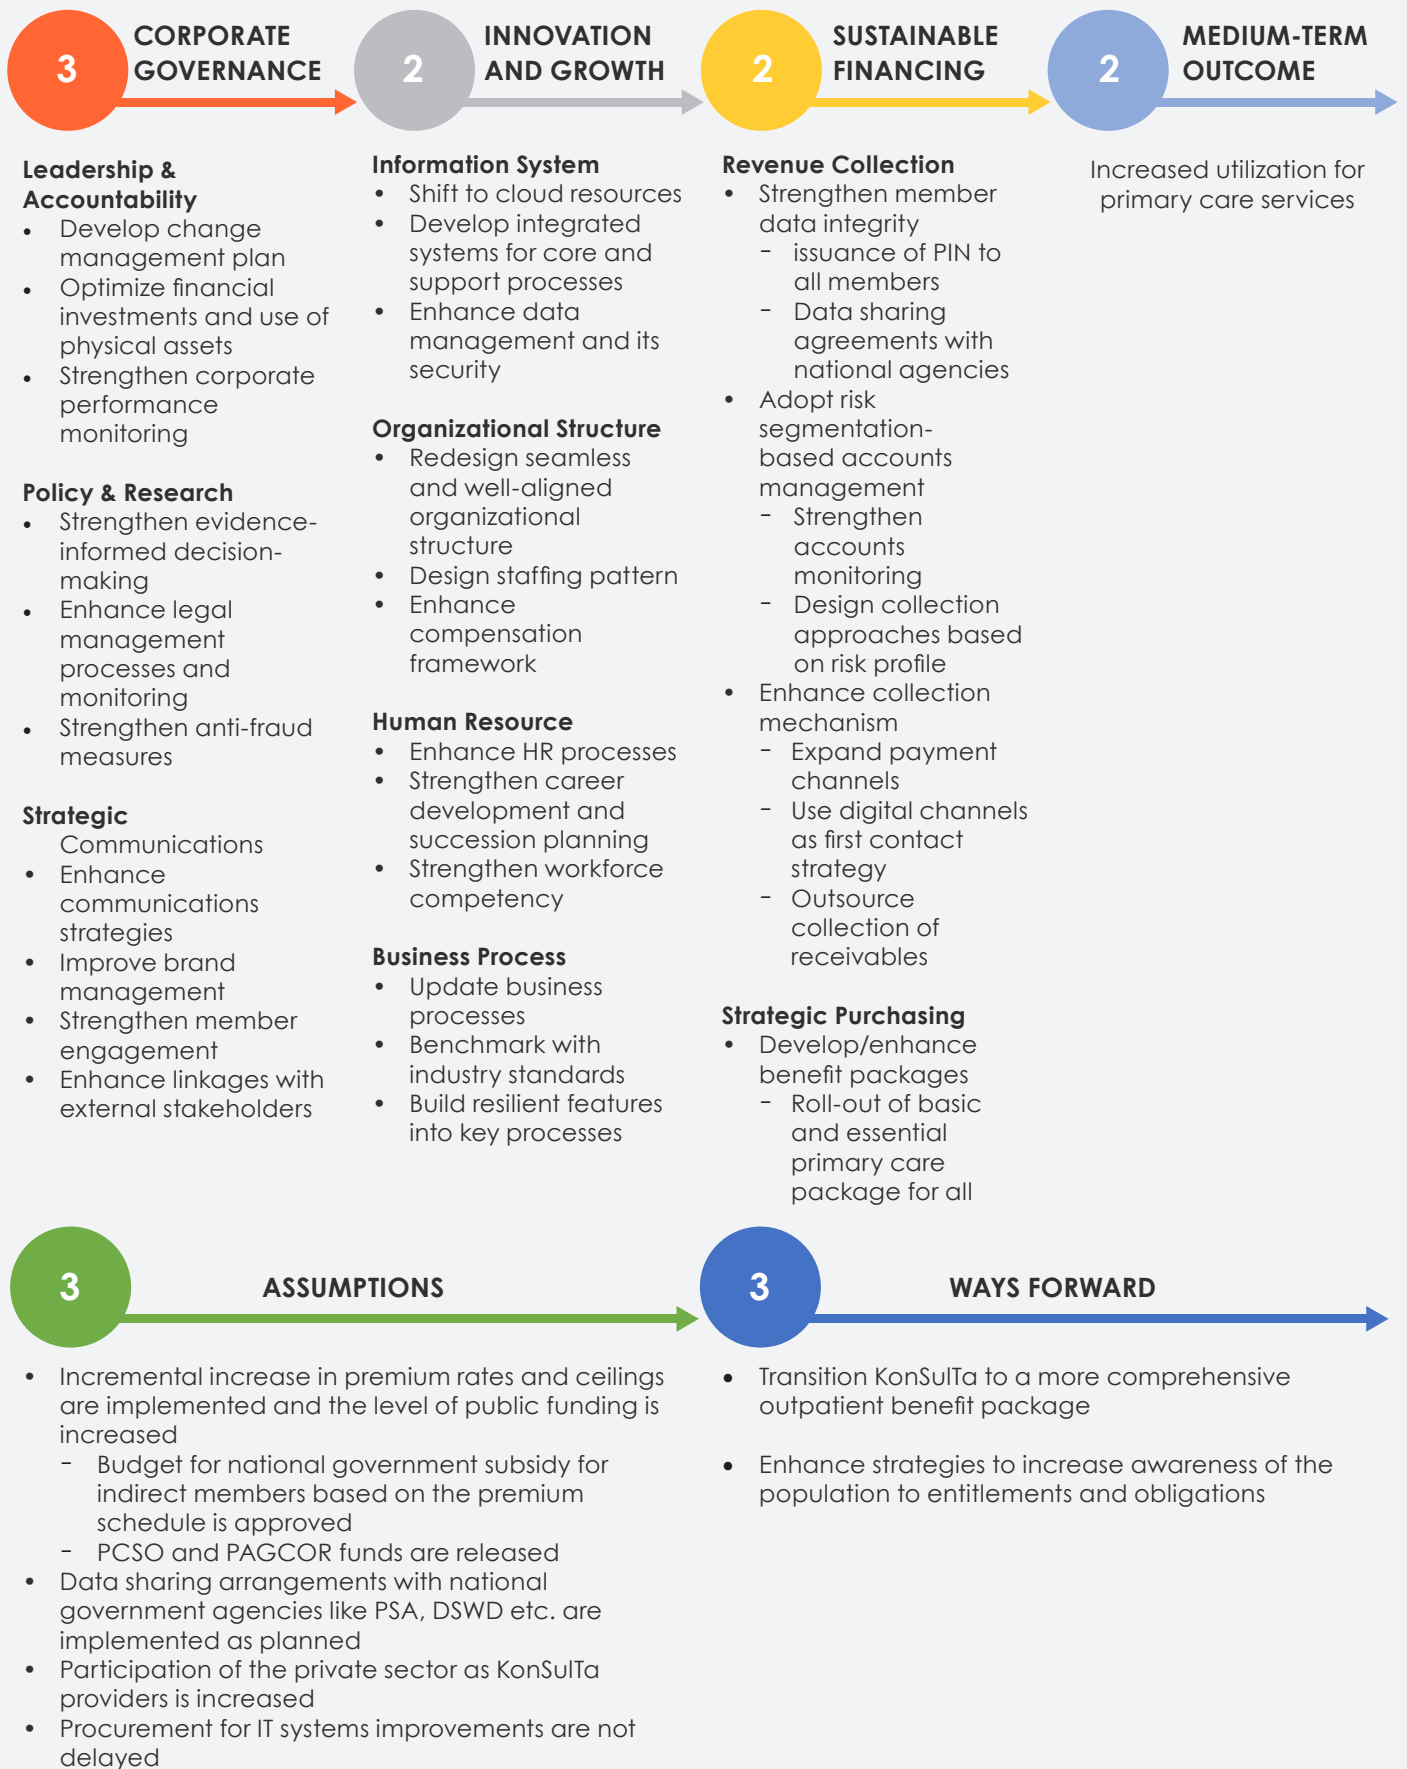 3
CORPORATE
GOVERNANCE
Leadership &
Accountability
• Develop change
management plan
• Optimize financial
investments and use of
physical assets
• Strengthen corporate
performance
monitoring
Policy & Research
• Strengthen evidence-
informed decision-
making
• Enhance legal
management
processes and
monitoring
• Strengthen anti-fraud
measures
Strategic
Communications
• Enhance
communications
strategies
• Improve brand
management
• Strengthen member
engagement
• Enhance linkages with
external stakeholders
2
INNOVATION
AND GROWTH
Information System
• Shift to cloud resources
• Develop integrated
systems for core and
support processes
• Enhance data
management and its
security
Organizational Structure
• Redesign seamless
and well-aligned
organizational
structure
• Design staffing pattern
• Enhance
compensation
framework
Human Resource
• Enhance HR processes
• Strengthen career
development and
succession planning
• Strengthen workforce
competency
Business Process
• Update business
processes
• Benchmark with
industry standards
• Build resilient features
into key processes
2
SUSTAINABLE
FINANCING
Revenue Collection
• Strengthen member
data integrity
- issuance of PIN to
all members
- Data sharing
agreements with
national agencies
• Adopt risk
segmentation-
based accounts
management
- Strengthen
accounts
monitoring
- Design collection
approaches based
on risk profile
• Enhance collection
mechanism
- Expand payment
channels
- Use digital channels
as first contact
strategy
- Outsource
collection of
receivables
Strategic Purchasing
• Develop/enhance
benefit packages
- Roll-out of basic
and essential
primary care
package for all
2
MEDIUM-TERM
OUTCOME
Increased utilization for
primary care services
3
ASSUMPTIONS
• Incremental increase in premium rates and ceilings
are implemented and the level of public funding is
increased
- Budget for national government subsidy for
indirect members based on the premium
schedule is approved
- PCSO and PAGCOR funds are released
• Data sharing arrangements with national
government agencies like PSA, DSWD etc. are
implemented as planned
• Participation of the private sector as KonSulTa
providers is increased
• Procurement for IT systems improvements are not
delayed
3
WAYS FORWARD
• Transition KonSulTa to a more comprehensive
outpatient benefit package
• Enhance strategies to increase awareness of the
population to entitlements and obligations